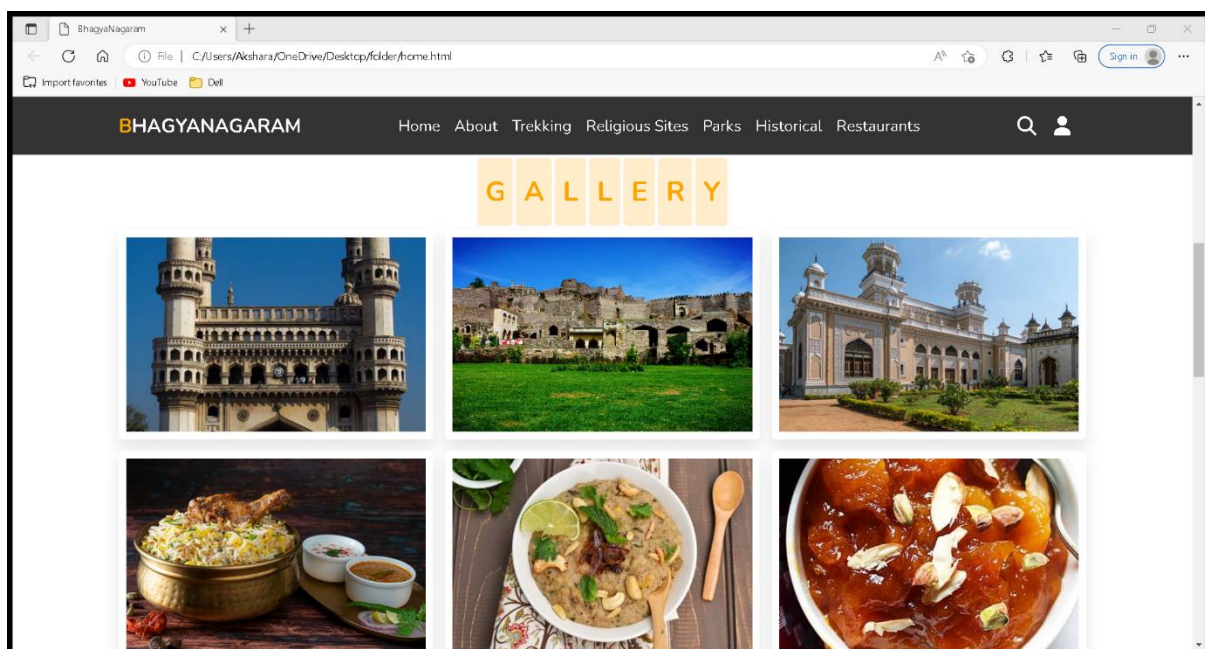 BhagyaNagaram
File | C:/Users/Akshara/OneDrive/Desktop/folder/home.html
Sign in
Import favorites YouTube Dell
BHAGYANAGARAM Home About Trekking Religious Sites Parks Historical Restaurants
GALLERY